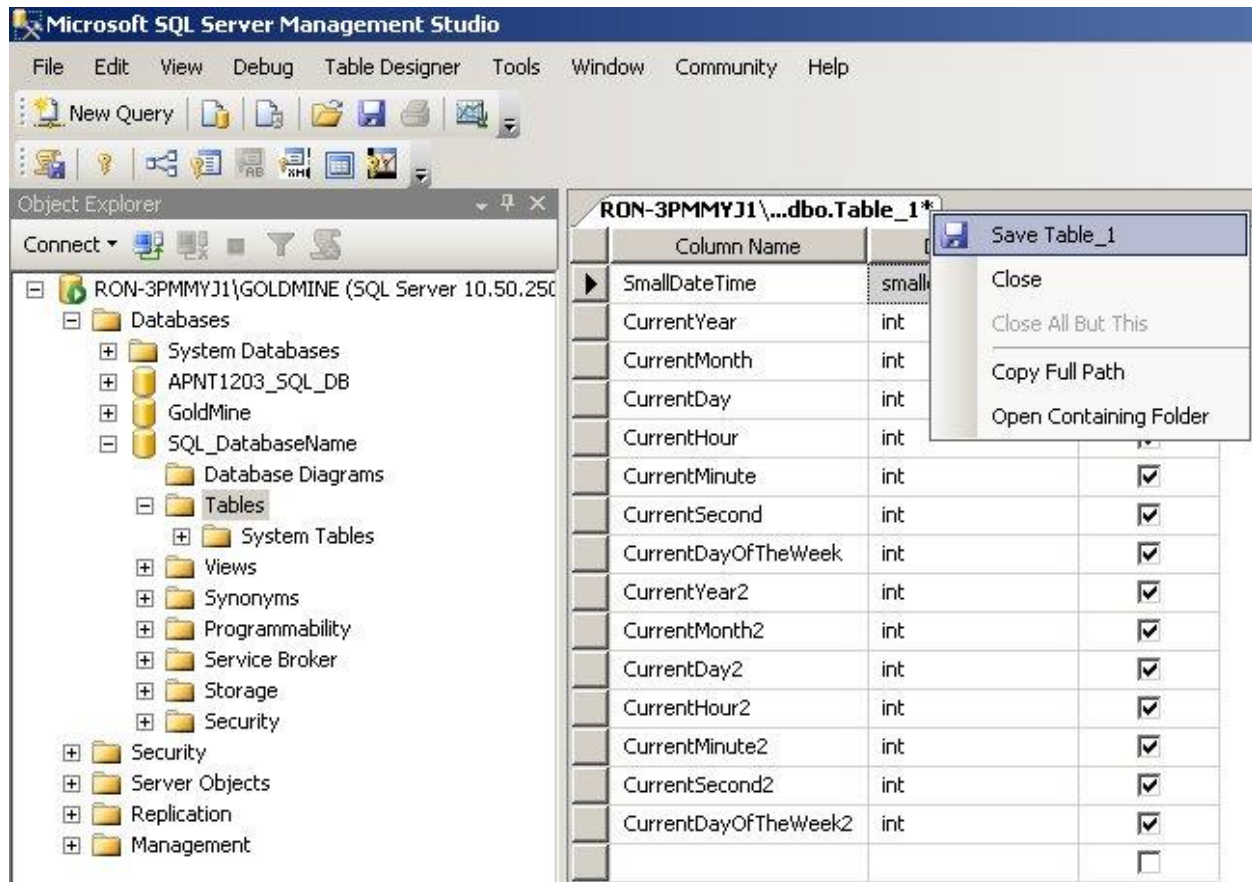 Microsoft SQL Server Management Studio
File Edit View Debug Table Designer Tools Window Community Help
New Query
Object Explorer
Connect
RON-3PMMYJ1\GOLDMINE (SQL Server 10.50.250
Databases
System Databases
APNT1203_SQL_DB
GoldMine
SQL_DatabaseName
Database Diagrams
Tables
System Tables
Views
Synonyms
Programmability
Service Broker
Storage
Security
Security
Server Objects
Replication
Management
RON-3PMMYJ1\...dbo.Table_1*
Column Name D
SmallDateTime small
CurrentYear int
CurrentMonth int
CurrentDay int
CurrentHour int
CurrentMinute int
CurrentSecond int
CurrentDayOfTheWeek int
CurrentYear2 int
CurrentMonth2 int
CurrentDay2 int
CurrentHour2 int
CurrentMinute2 int
CurrentSecond2 int
CurrentDayOfTheWeek2 int
Save Table_1
Close
Close All But This
Copy Full Path
Open Containing Folder